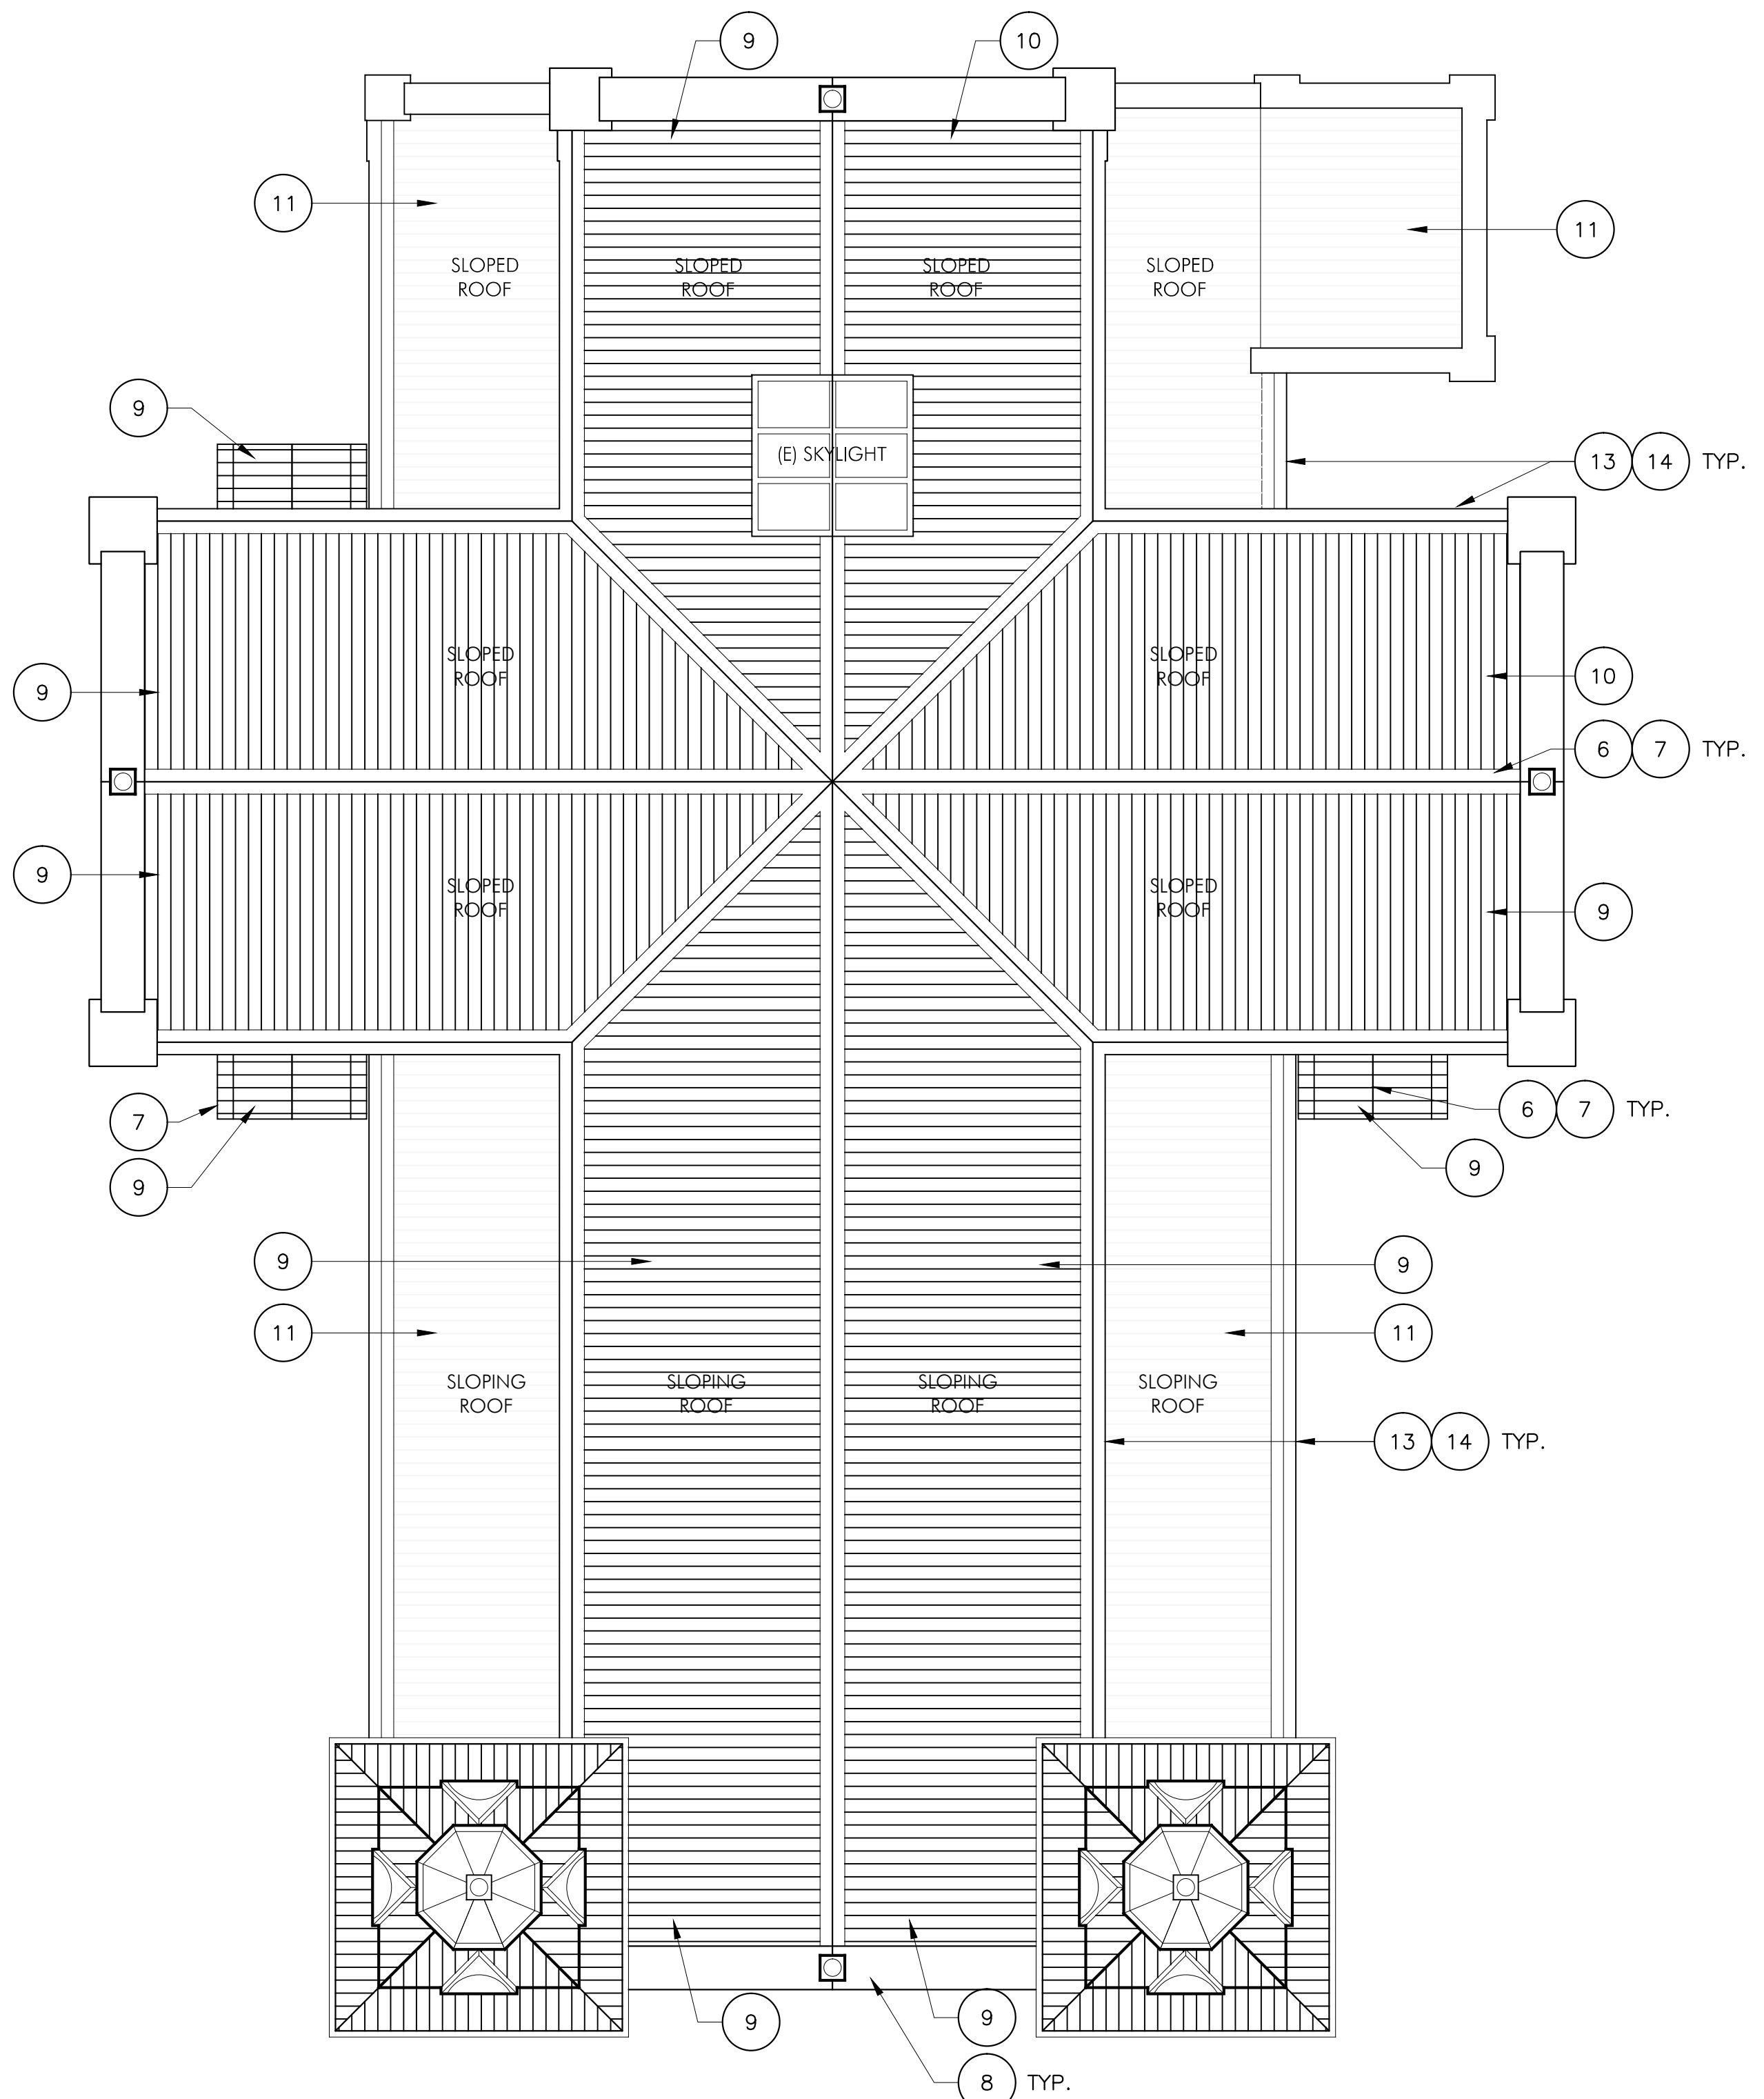 9
10
11
11
SLOPED
ROOF
SLOPED
ROOF
SLOPED
ROOF
SLOPED
ROOF
9
(E) SKYLIGHT
13 14 TYP.
SLOPED
ROOF
SLOPED
ROOF
9
10
6 7 TYP.
9
SLOPED
ROOF
SLOPED
ROOF
9
7
6 7 TYP.
9
9
9
9
11
11
SLOPING
ROOF
SLOPING
ROOF
SLOPING
ROOF
SLOPING
ROOF
13 14 TYP.
9
9
8 TYP.